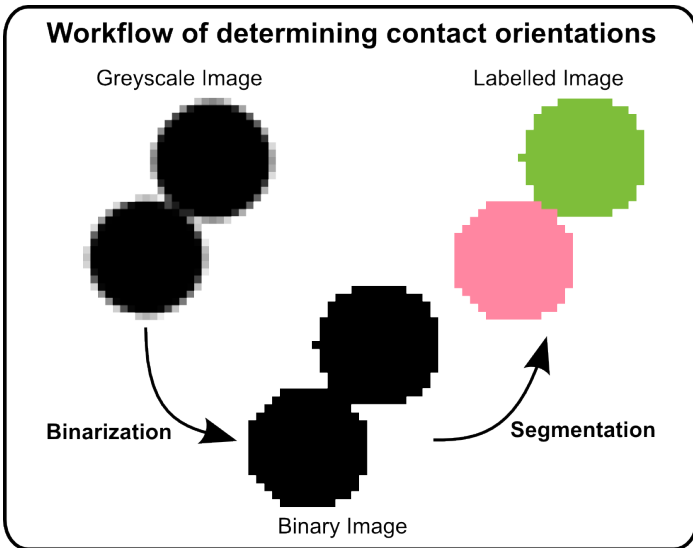 Workflow of determining contact orientations
Greyscale Image
Labelled Image
Binarization
Segmentation
Binary Image